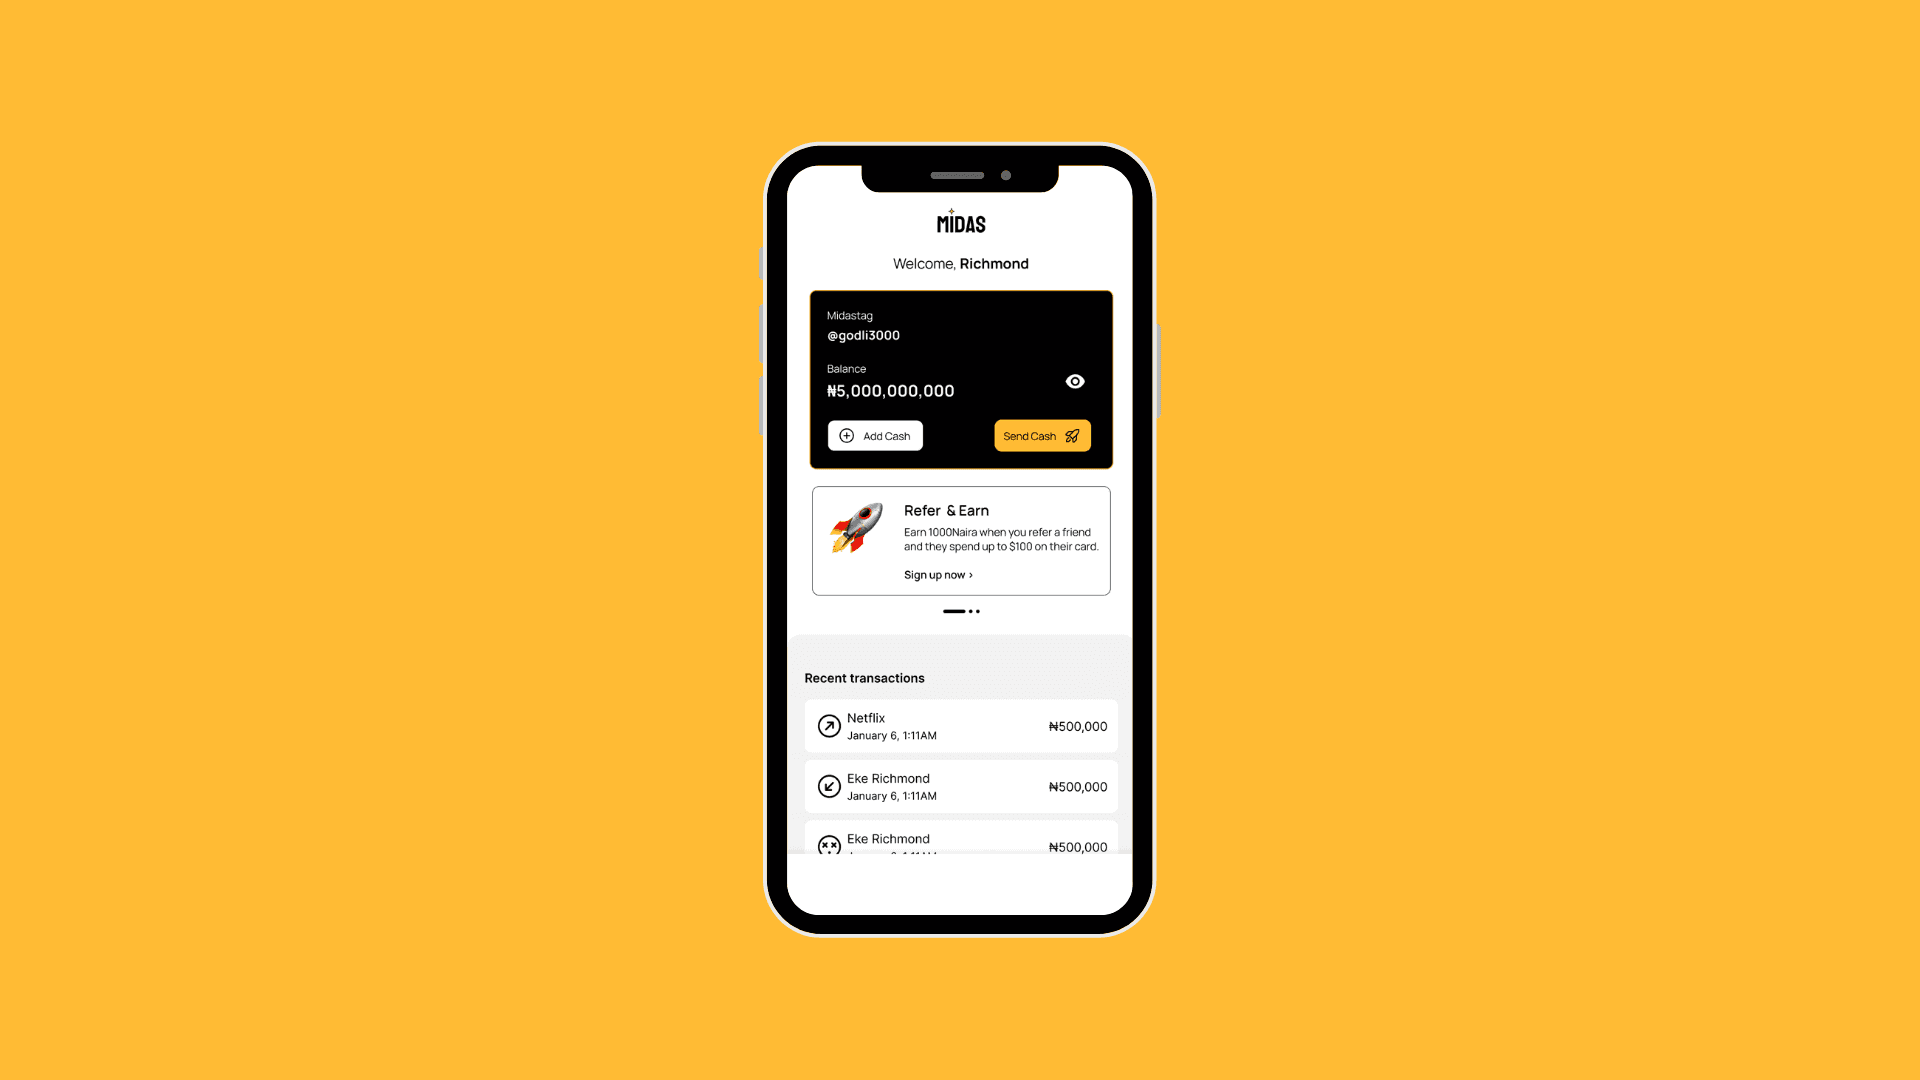 MIDAS
Welcome, Richmond
Midastag
@godli3000
Balance
₦5,000,000,000
Add Cash
Send Cash
Refer & Earn
Earn 1000Naira when you refer a friend
and they spend up to $100 on their card.
Sign up now ›
Recent transactions
Netflix
₦500,000
January 6, 1:11AM
Eke Richmond
₦500,000
January 6, 1:11AM
Eke Richmond
₦500,000